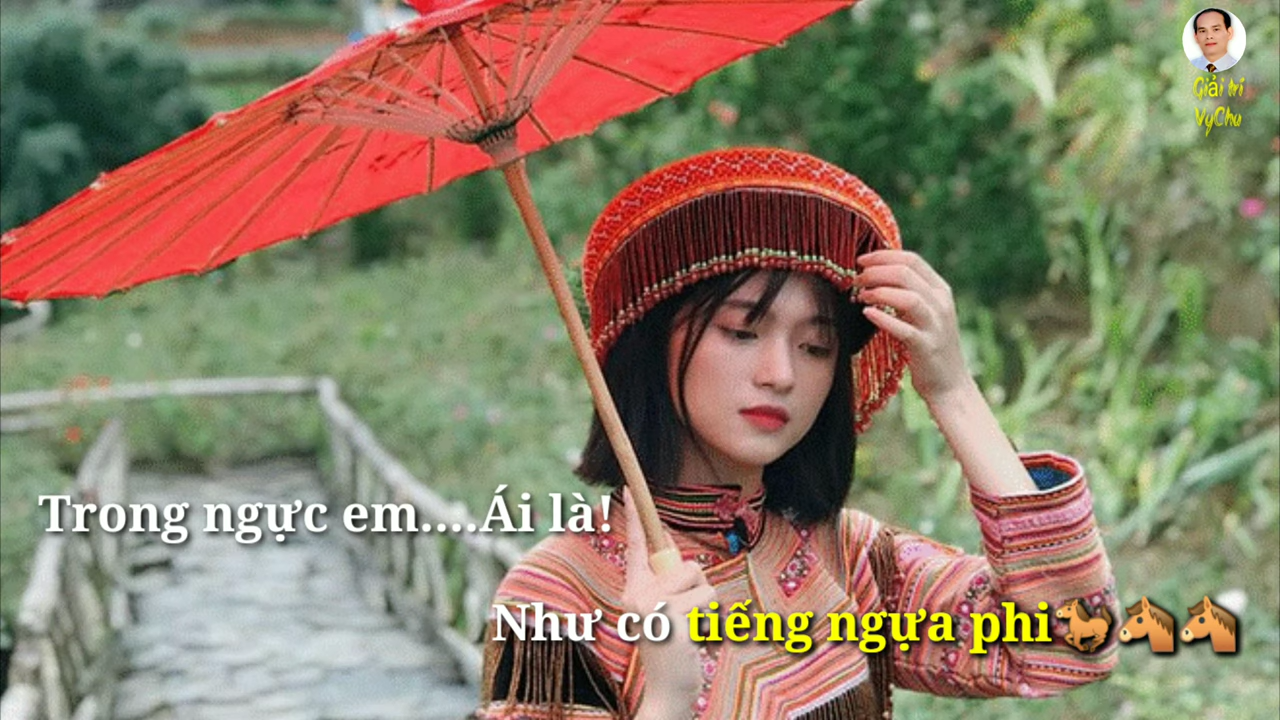 Giải trí
VyChu
Trong ngực em....Ái là!
Như có tiếng ngựa phi